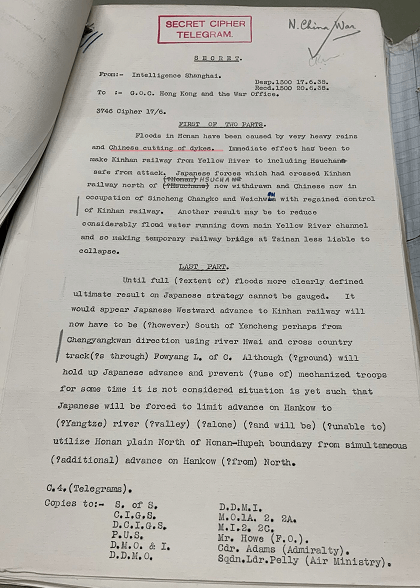 SECRET CIPHER
TELEGRAM.
N. China/War
SECRET.
From:- Intelligence Shanghai.
Desp.1300 17.6.38.
Recd.1300 20.6.38.
To :- G.O.C. Hong Kong and the War Office.
3746 Cipher 17/6.
FIRST OF TWO PARTS.
Floods in Honan have been caused by very heavy rains
and Chinese cutting of dykes. Immediate effect has been to
make Kinhan railway from Yellow River to including Hsuchang
safe from attack. Japanese forces which had crossed Kinhan
(?Honan) HSUCHANG
railway north of (?Hsuchans) now withdrawn and Chinese now in
occupation of Sincheng Changko and Weichwan with regained control
of Kinhan railway. Another result may be to reduce
considerably flood water running down main Yellow River channel
and so making temporary railway bridge at Tainan less liable to
collapse.
LAST PART.
Until full (?extent of) floods more clearly defined
ultimate result on Japanese strategy cannot be gauged. It
would appear Japanese Westward advance to Kinhan railway will
now have to be (?however) South of Yencheng perhaps from
Chengyangkwan direction using river Hwai and cross country
track(?s through) Fowyang L. of C. Although (?ground) will
hold up Japanese advance and prevent (?use of) mechanized troops
for some time it is not considered situation is yet such that
Japanese will be forced to limit advance on Hankow to
(?Yangtze) river (?valley) (?alone) (?and will be) (?unable to)
utilize Honan plain North of Honan-Hupeh boundary from simultaneous
(?additional) advance on Hankow (?from) North.
C.4.(Telegrams).
Copies to:- S. of S.
C.I.G.S.
D.C.I.G.S.
P.U.S.
D.M.O. & I.
D.D.M.O.
D.D.M.I.
M.O.1A. 2. 2A.
M.I.2. 2C.
Mr. Howe (F.O.).
Cdr. Adams (Admiralty).
Sqdn.Ldr.Pelly (Air Ministry).